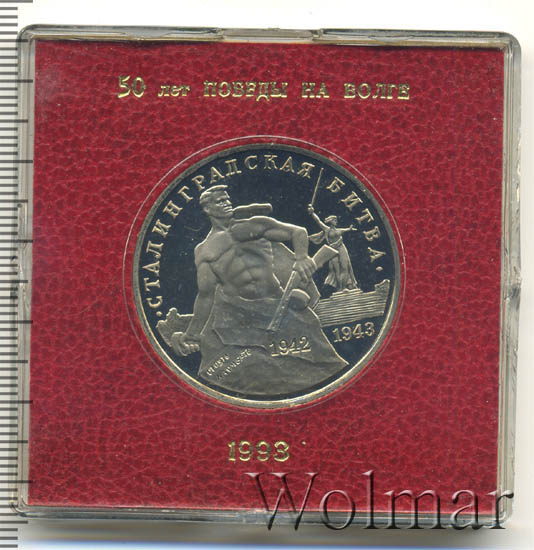 50 лет ПОБЕДЫ НА ВОЛГЕ
• СТАЛИНГРАДСКАЯ БИТВА •
1942
1943
1993
Wolmar